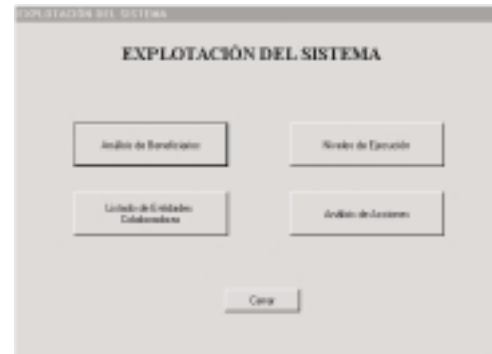 EXPLOTACIÓN DEL SISTEMA
EXPLOTACIÓN DEL SISTEMA
Análisis de Beneficiarios
Niveles de Ejecución
Listado de Entidades
Colaboradoras
Análisis de Acciones
Cerrar